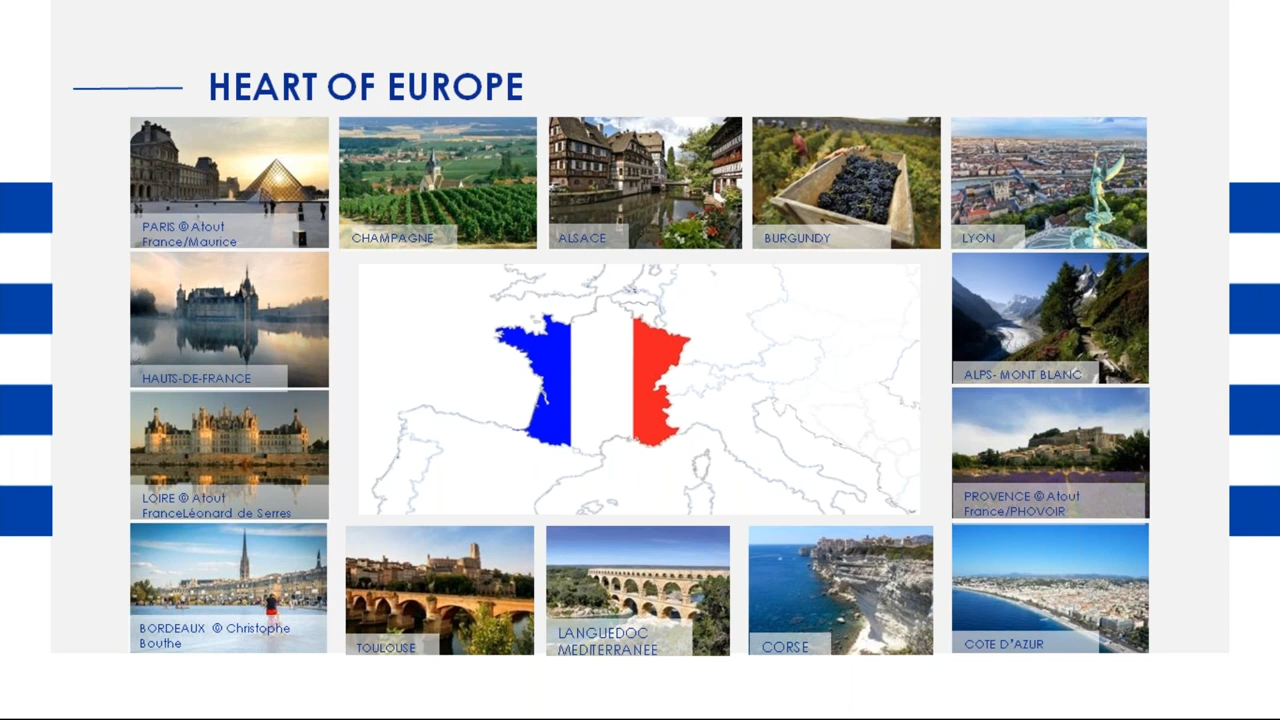 HEART OF EUROPE
PARIS © Atout
France/Maurice
CHAMPAGNE
ALSACE
BURGUNDY
LYON
HAUTS-DE-FRANCE
ALPS- MONT BLANC
LOIRE © Atout
FranceLéonard de Serres
PROVENCE © Atout
France/PHOVOIR
BORDEAUX © Christophe
Bouthe
TOULOUSE
LANGUEDOC
MEDITERRANÉE
CORSE
COTE D'AZUR